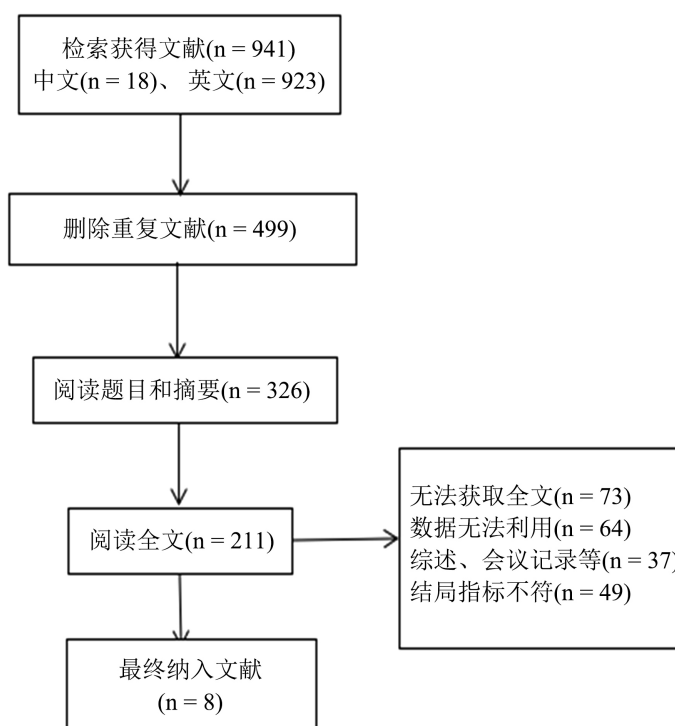 检索获得文献(n = 941)
中文(n = 18)、 英文(n = 923)
删除重复文献(n = 499)
阅读题目和摘要(n = 326)
阅读全文(n = 211)
无法获取全文(n = 73)
数据无法利用(n = 64)
综述、会议记录等(n = 37)
结局指标不符(n = 49)
最终纳入文献
(n = 8)